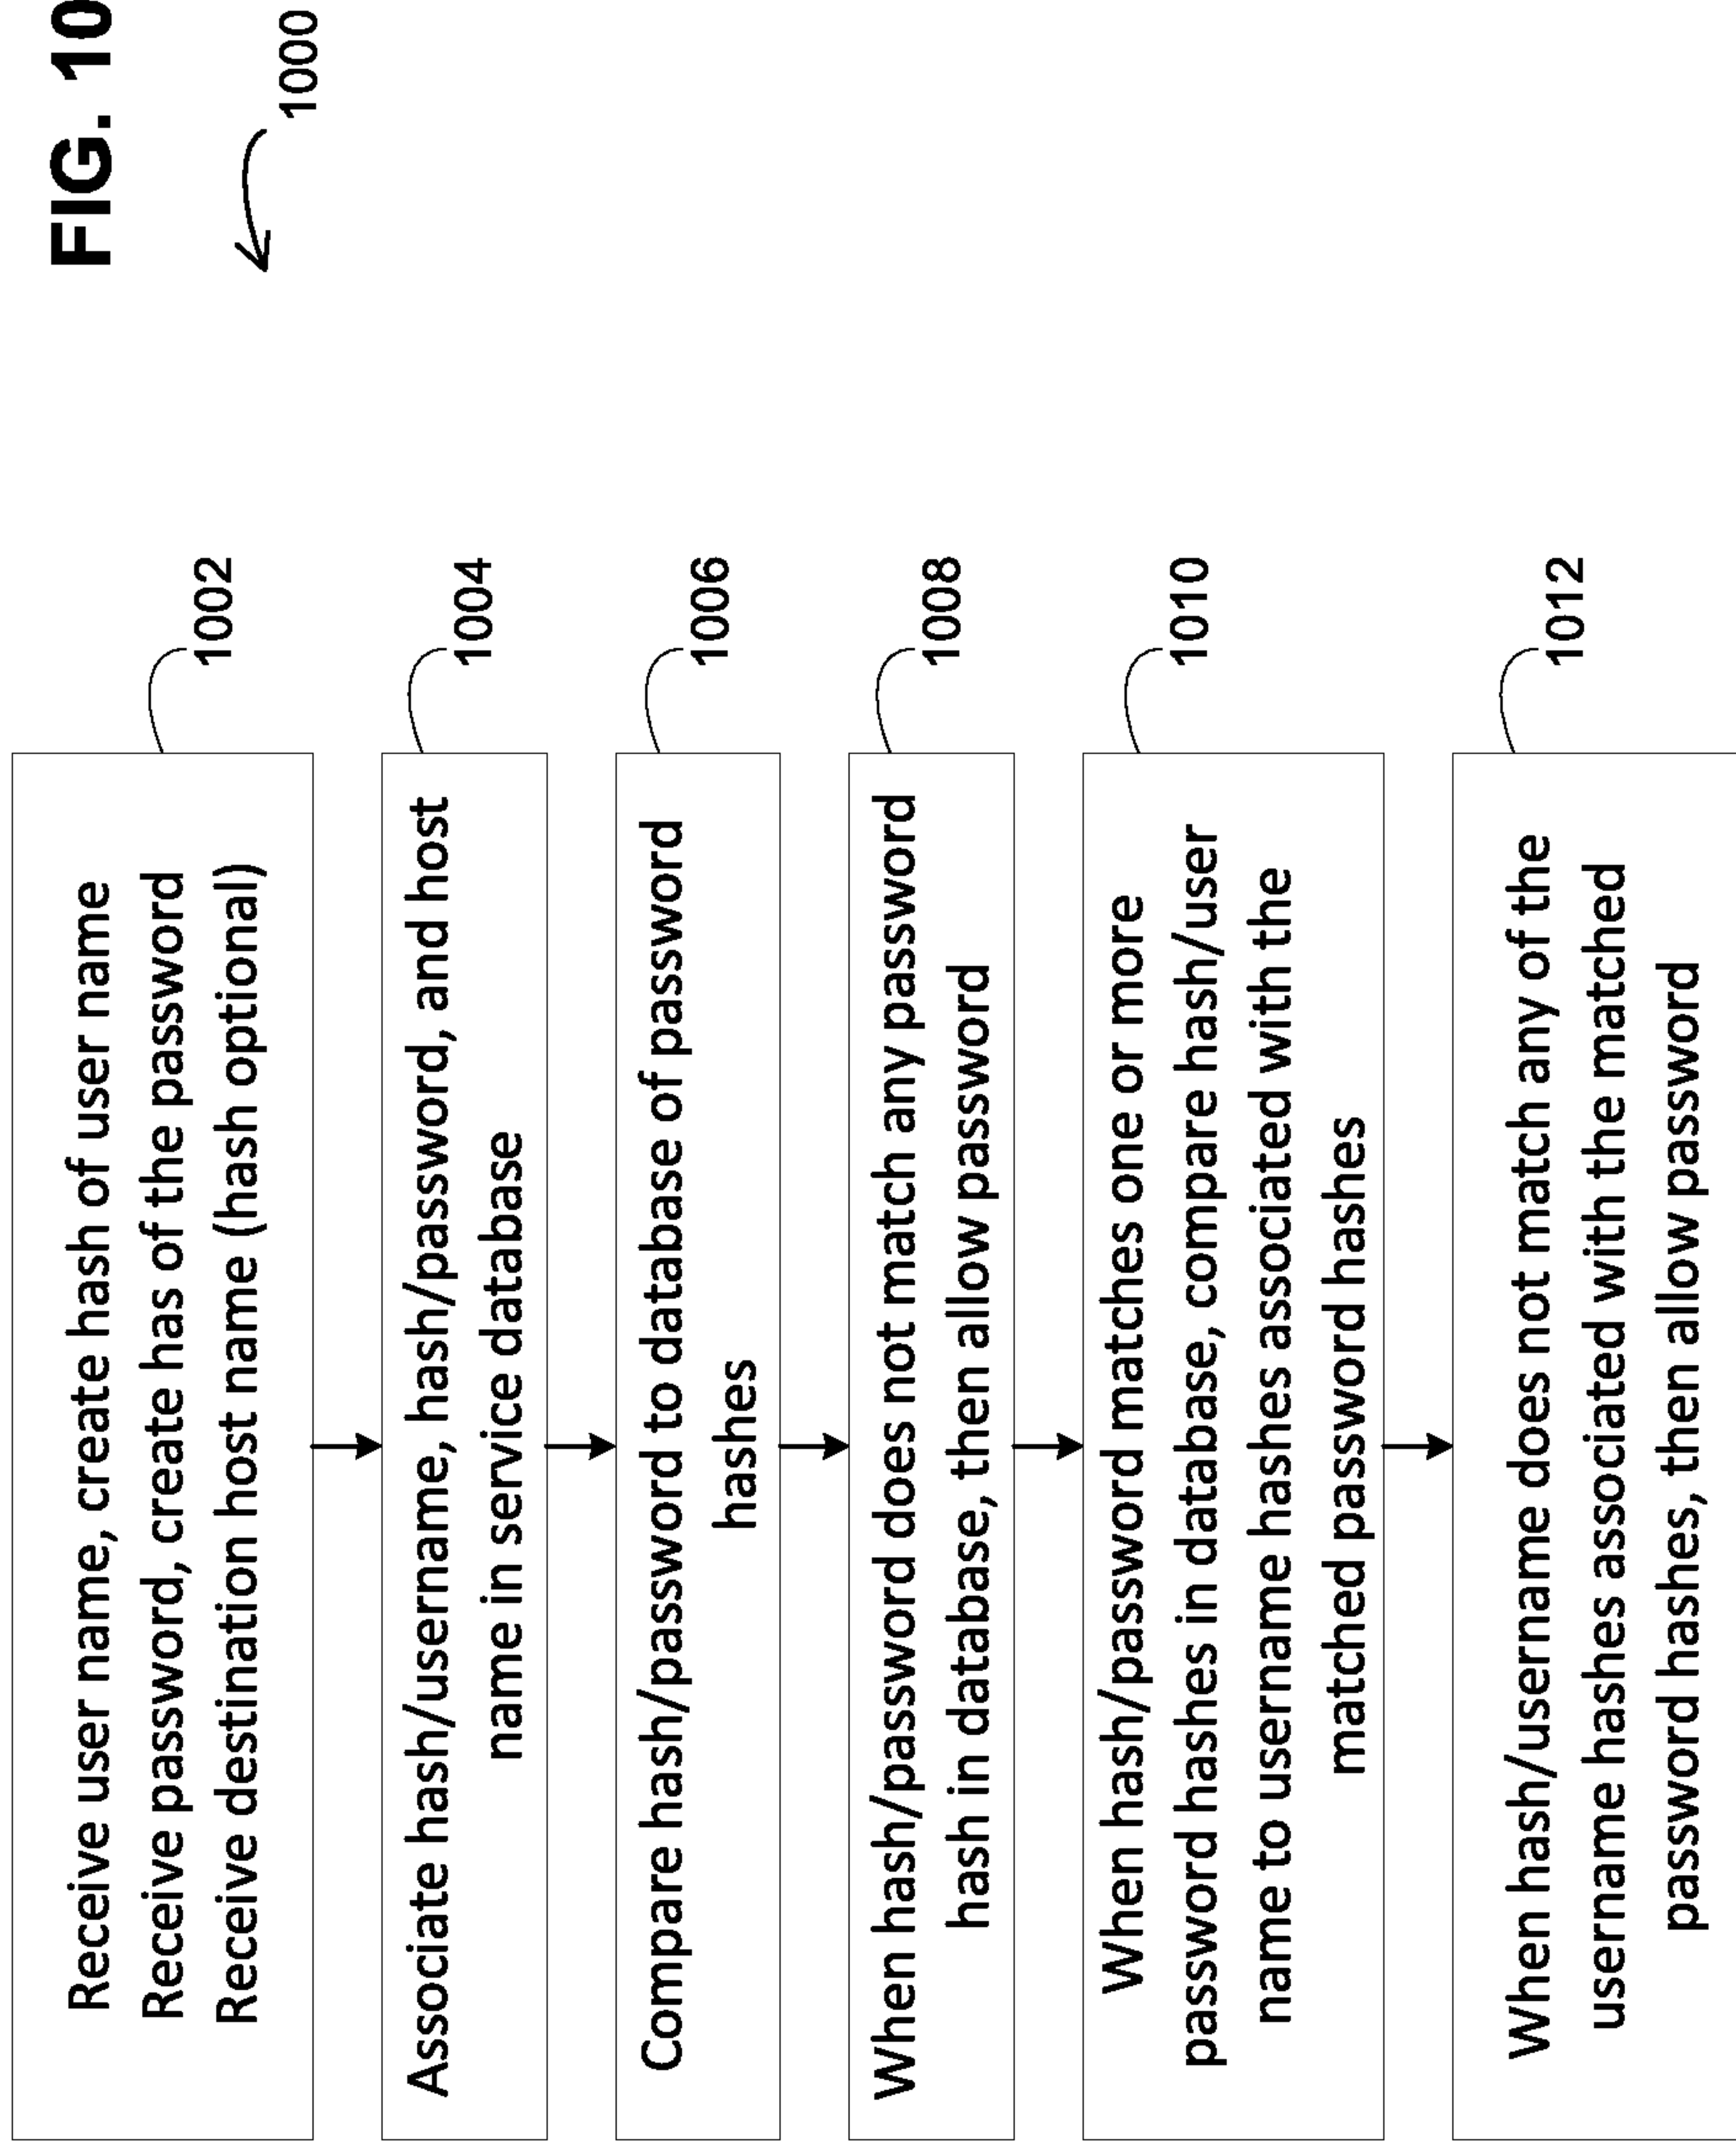 FIG. 10
1000
Receive user name, create hash of user name
Receive password, create has of the password
Receive destination host name (hash optional)
1002
Associate hash/username, hash/password, and host
name in service database
1004
Compare hash/password to database of password
hashes
1006
When hash/password does not match any password
hash in database, then allow password
1008
When hash/password matches one or more
password hashes in database, compare hash/user
name to username hashes associated with the
matched password hashes
1010
When hash/username does not match any of the
username hashes associated with the matched
password hashes, then allow password
1012